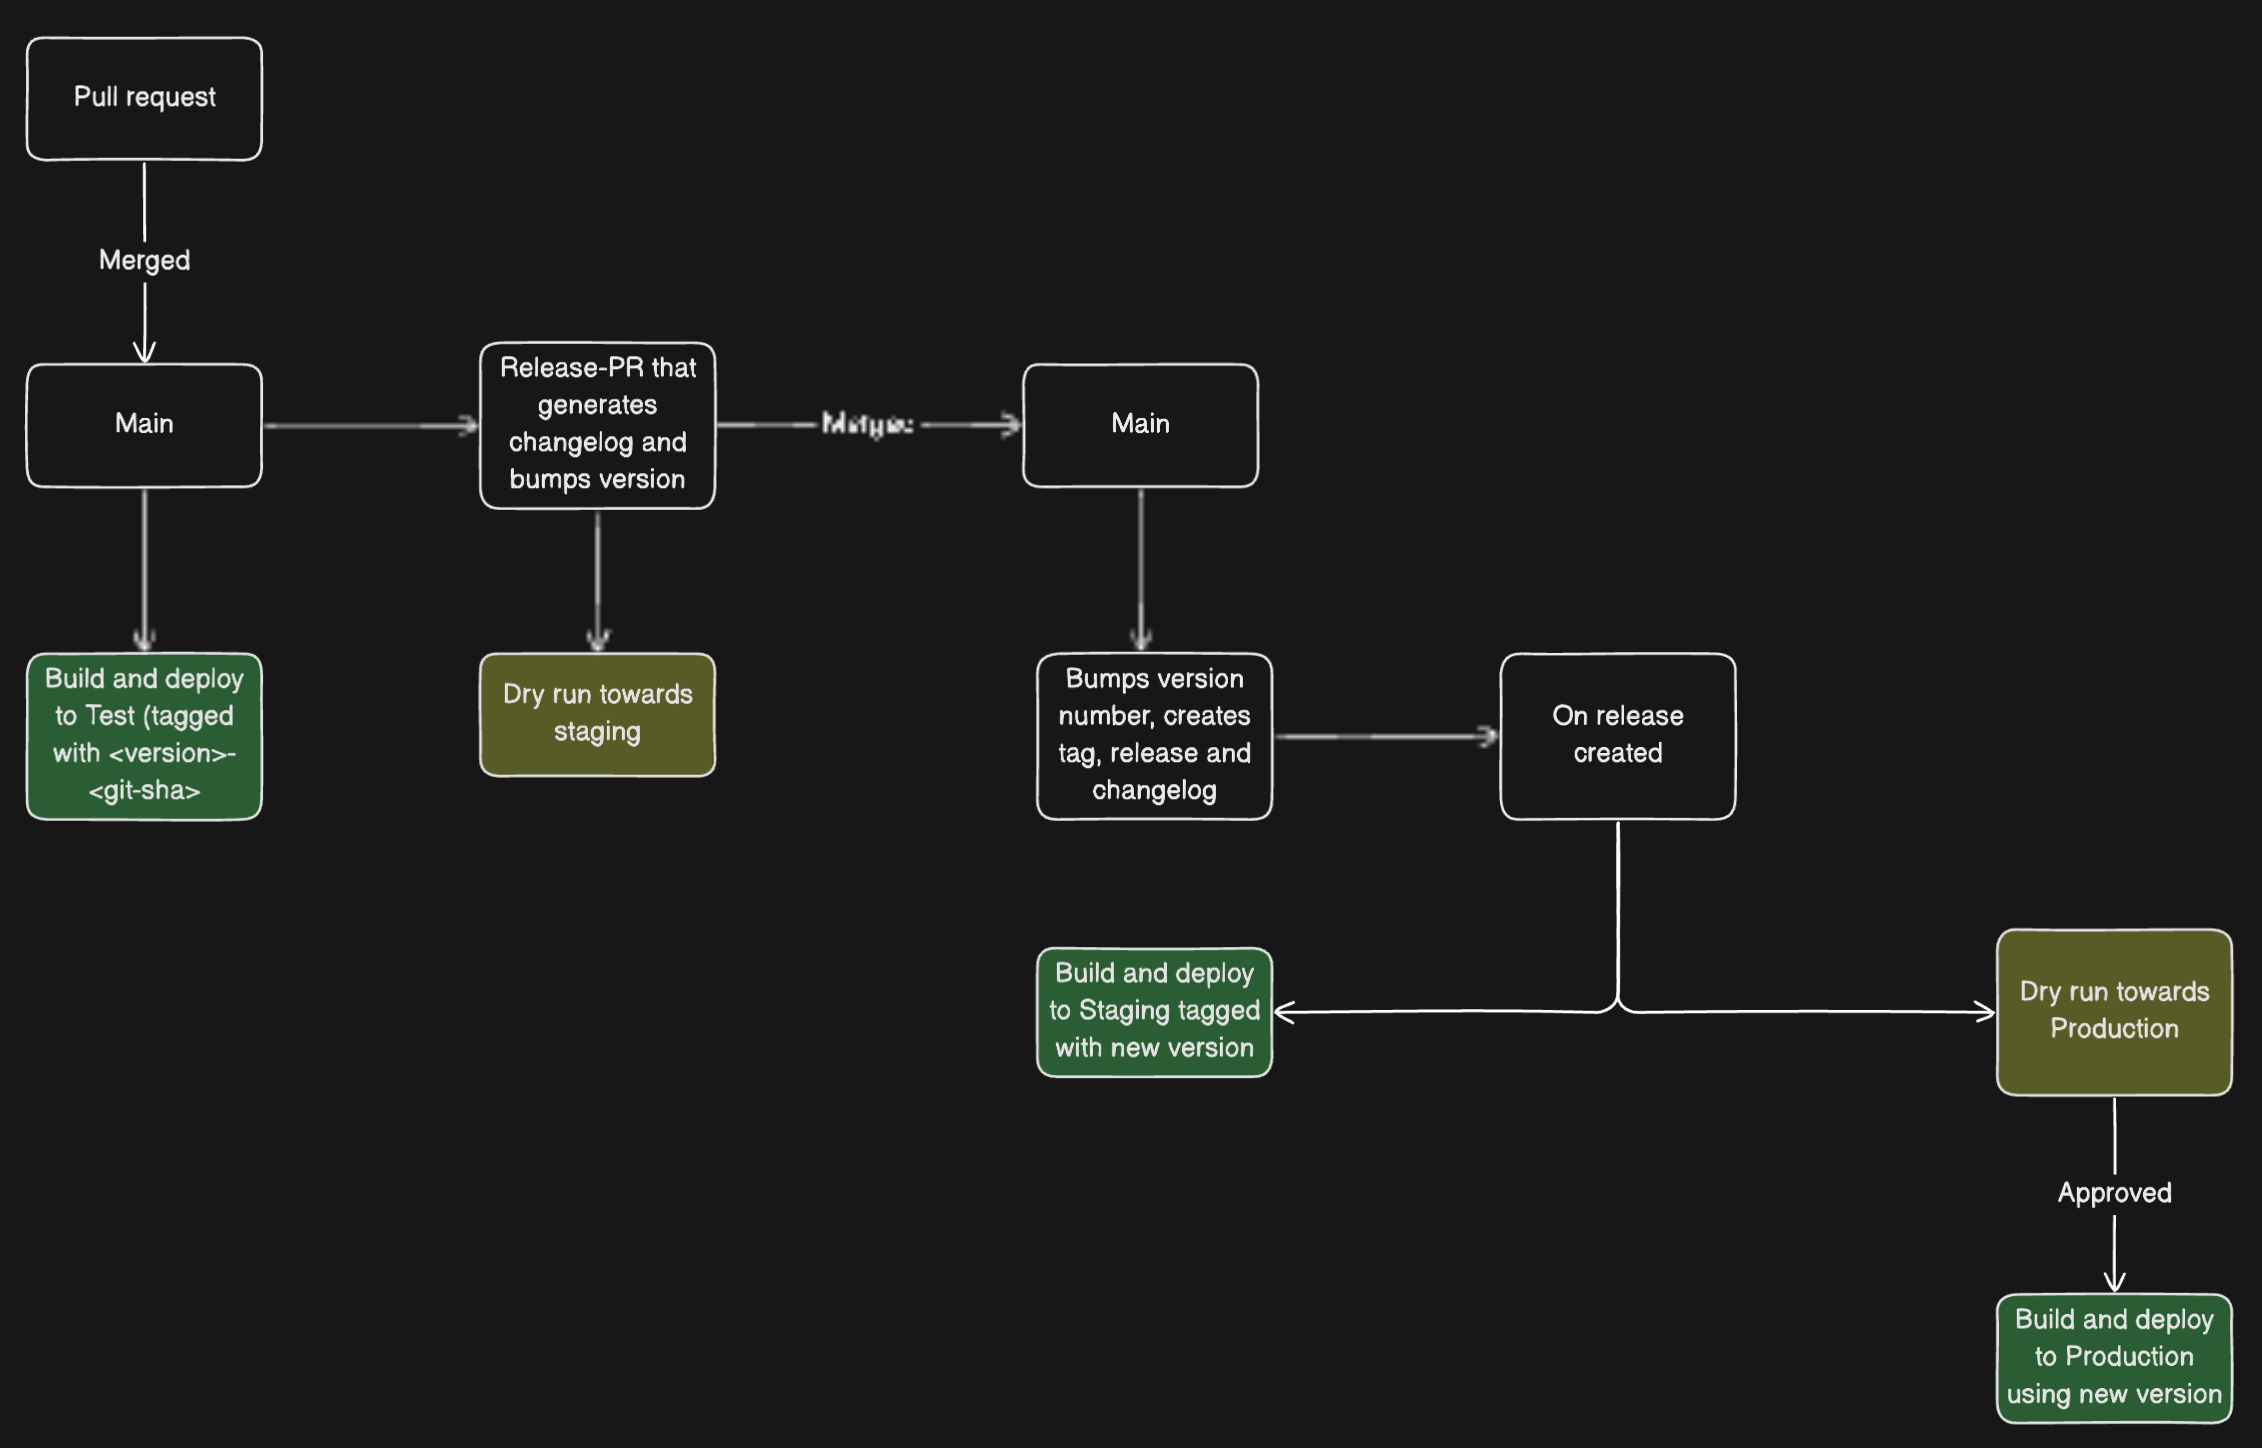 Pull request
Merged
Main
Release-PR that
generates
changelog and
bumps version
Main
Build and deploy
to Test (tagged
with <version>-
<git-sha>
Dry run towards
staging
Bumps version
number, creates
tag, release and
changelog
On release
created
Build and deploy
to Staging tagged
with new version
Dry run towards
Production
Approved
Build and deploy
to Production
using new version